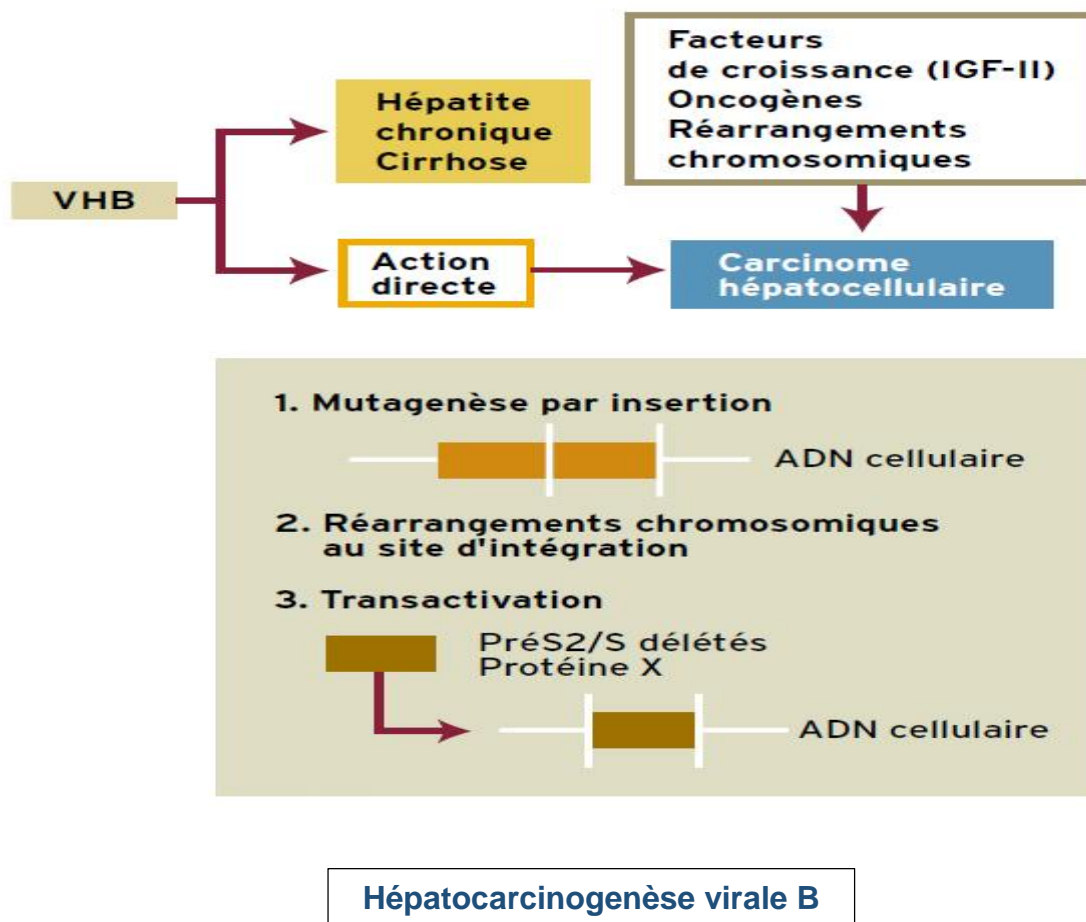 Facteurs
de croissance (IGF-II)
Oncogènes
Réarrangements
chromosomiques
Hépatite
chronique
Cirrhose
VHB
Action
directe
Carcinome
hépatocellulaire
1. Mutagenèse par insertion
ADN cellulaire
2. Réarrangements chromosomiques
au site d'intégration
3. Transactivation
PréS2/S délétés
Protéine X
ADN cellulaire
Hépatocarcinogenèse virale B